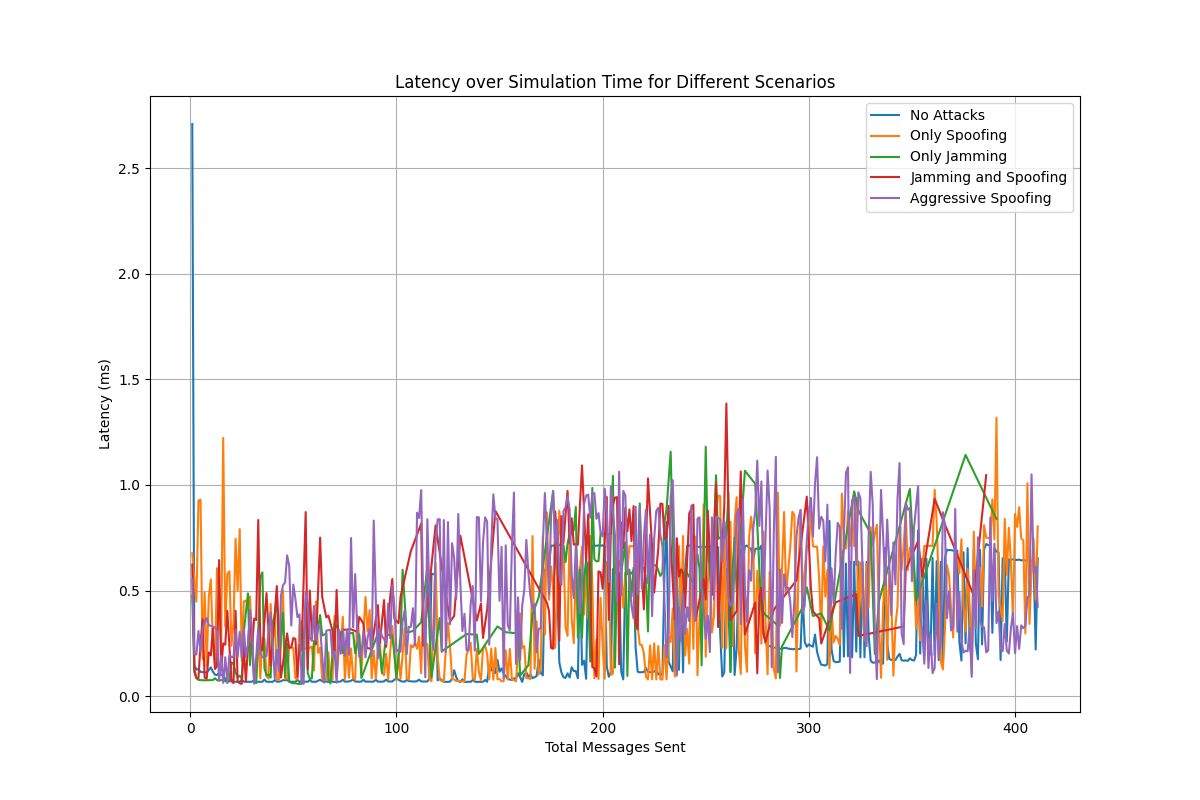 Latency over Simulation Time for Different Scenarios
No Attacks
Only Spoofing
Only Jamming
Jamming and Spoofing
Aggressive Spoofing
Latency (ms)
2.5
2.0
1.5
1.0
0.5
0.0
0 100 200 300 400
Total Messages Sent